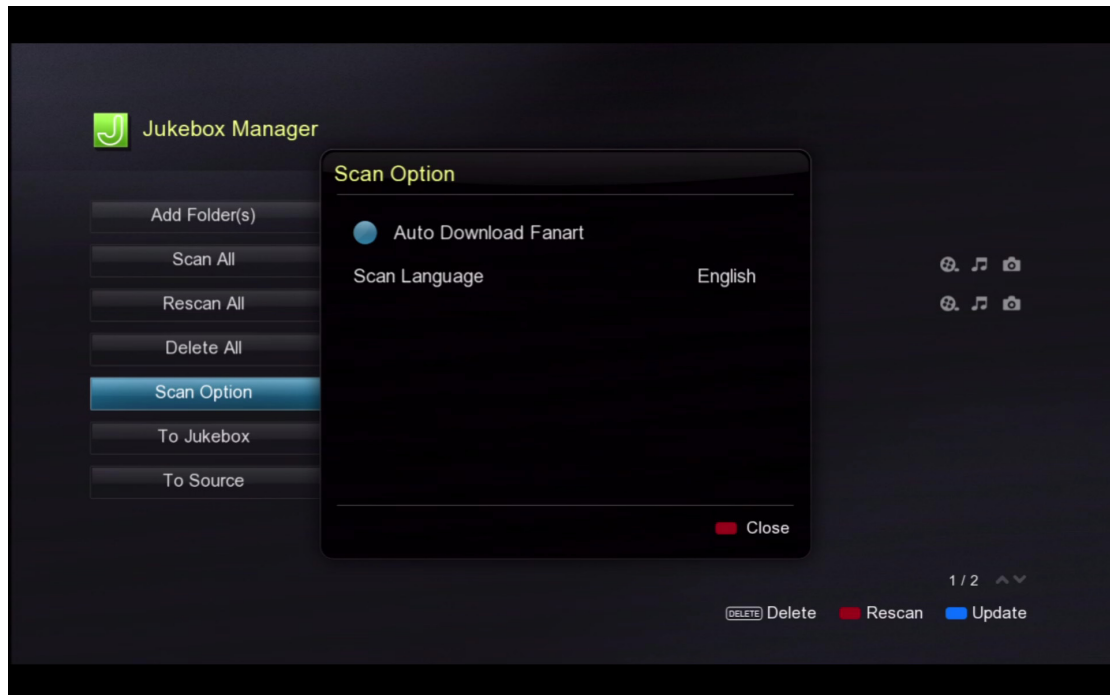 Jukebox Manager
Scan Option
Add Folder(s)
Auto Download Fanart
Scan All
Scan Language English
Rescan All
Delete All
Scan Option
To Jukebox
To Source
Close
1 / 2
DELETE Delete Rescan Update